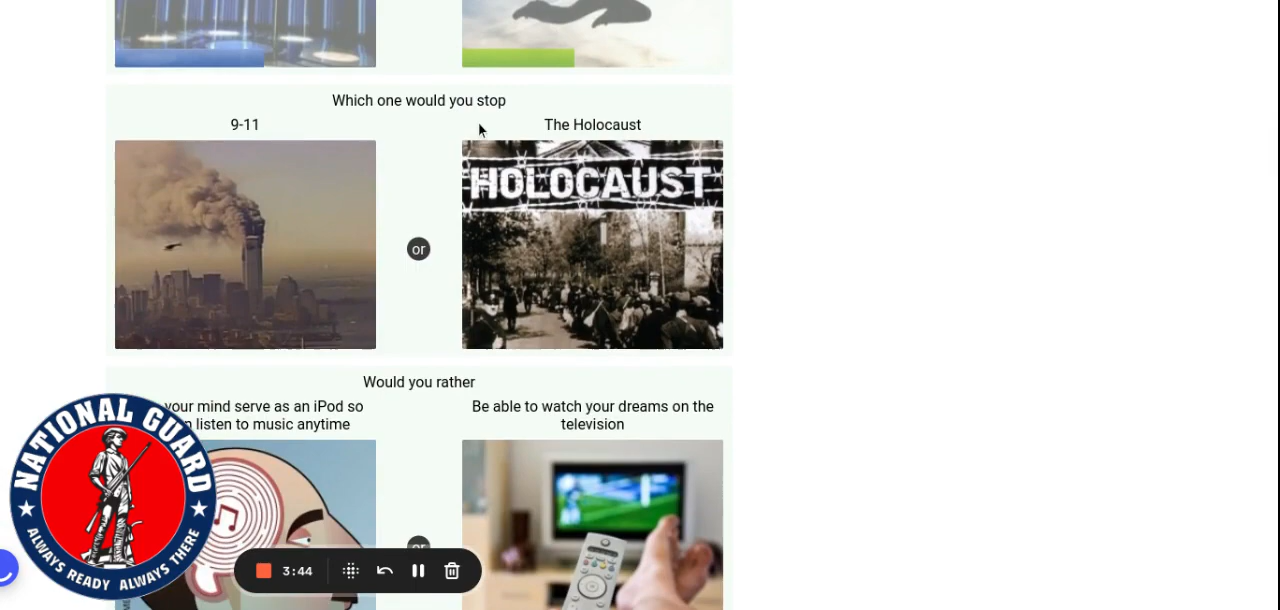 Which one would you stop
9-11
The Holocaust
HOLOCAUST
or
Would you rather
your mind serve as an iPod so
listen to music anytime
Be able to watch your dreams on the
television
NATIONAL GUARD
ALWAYS READY ALWAYS THERE
3:44